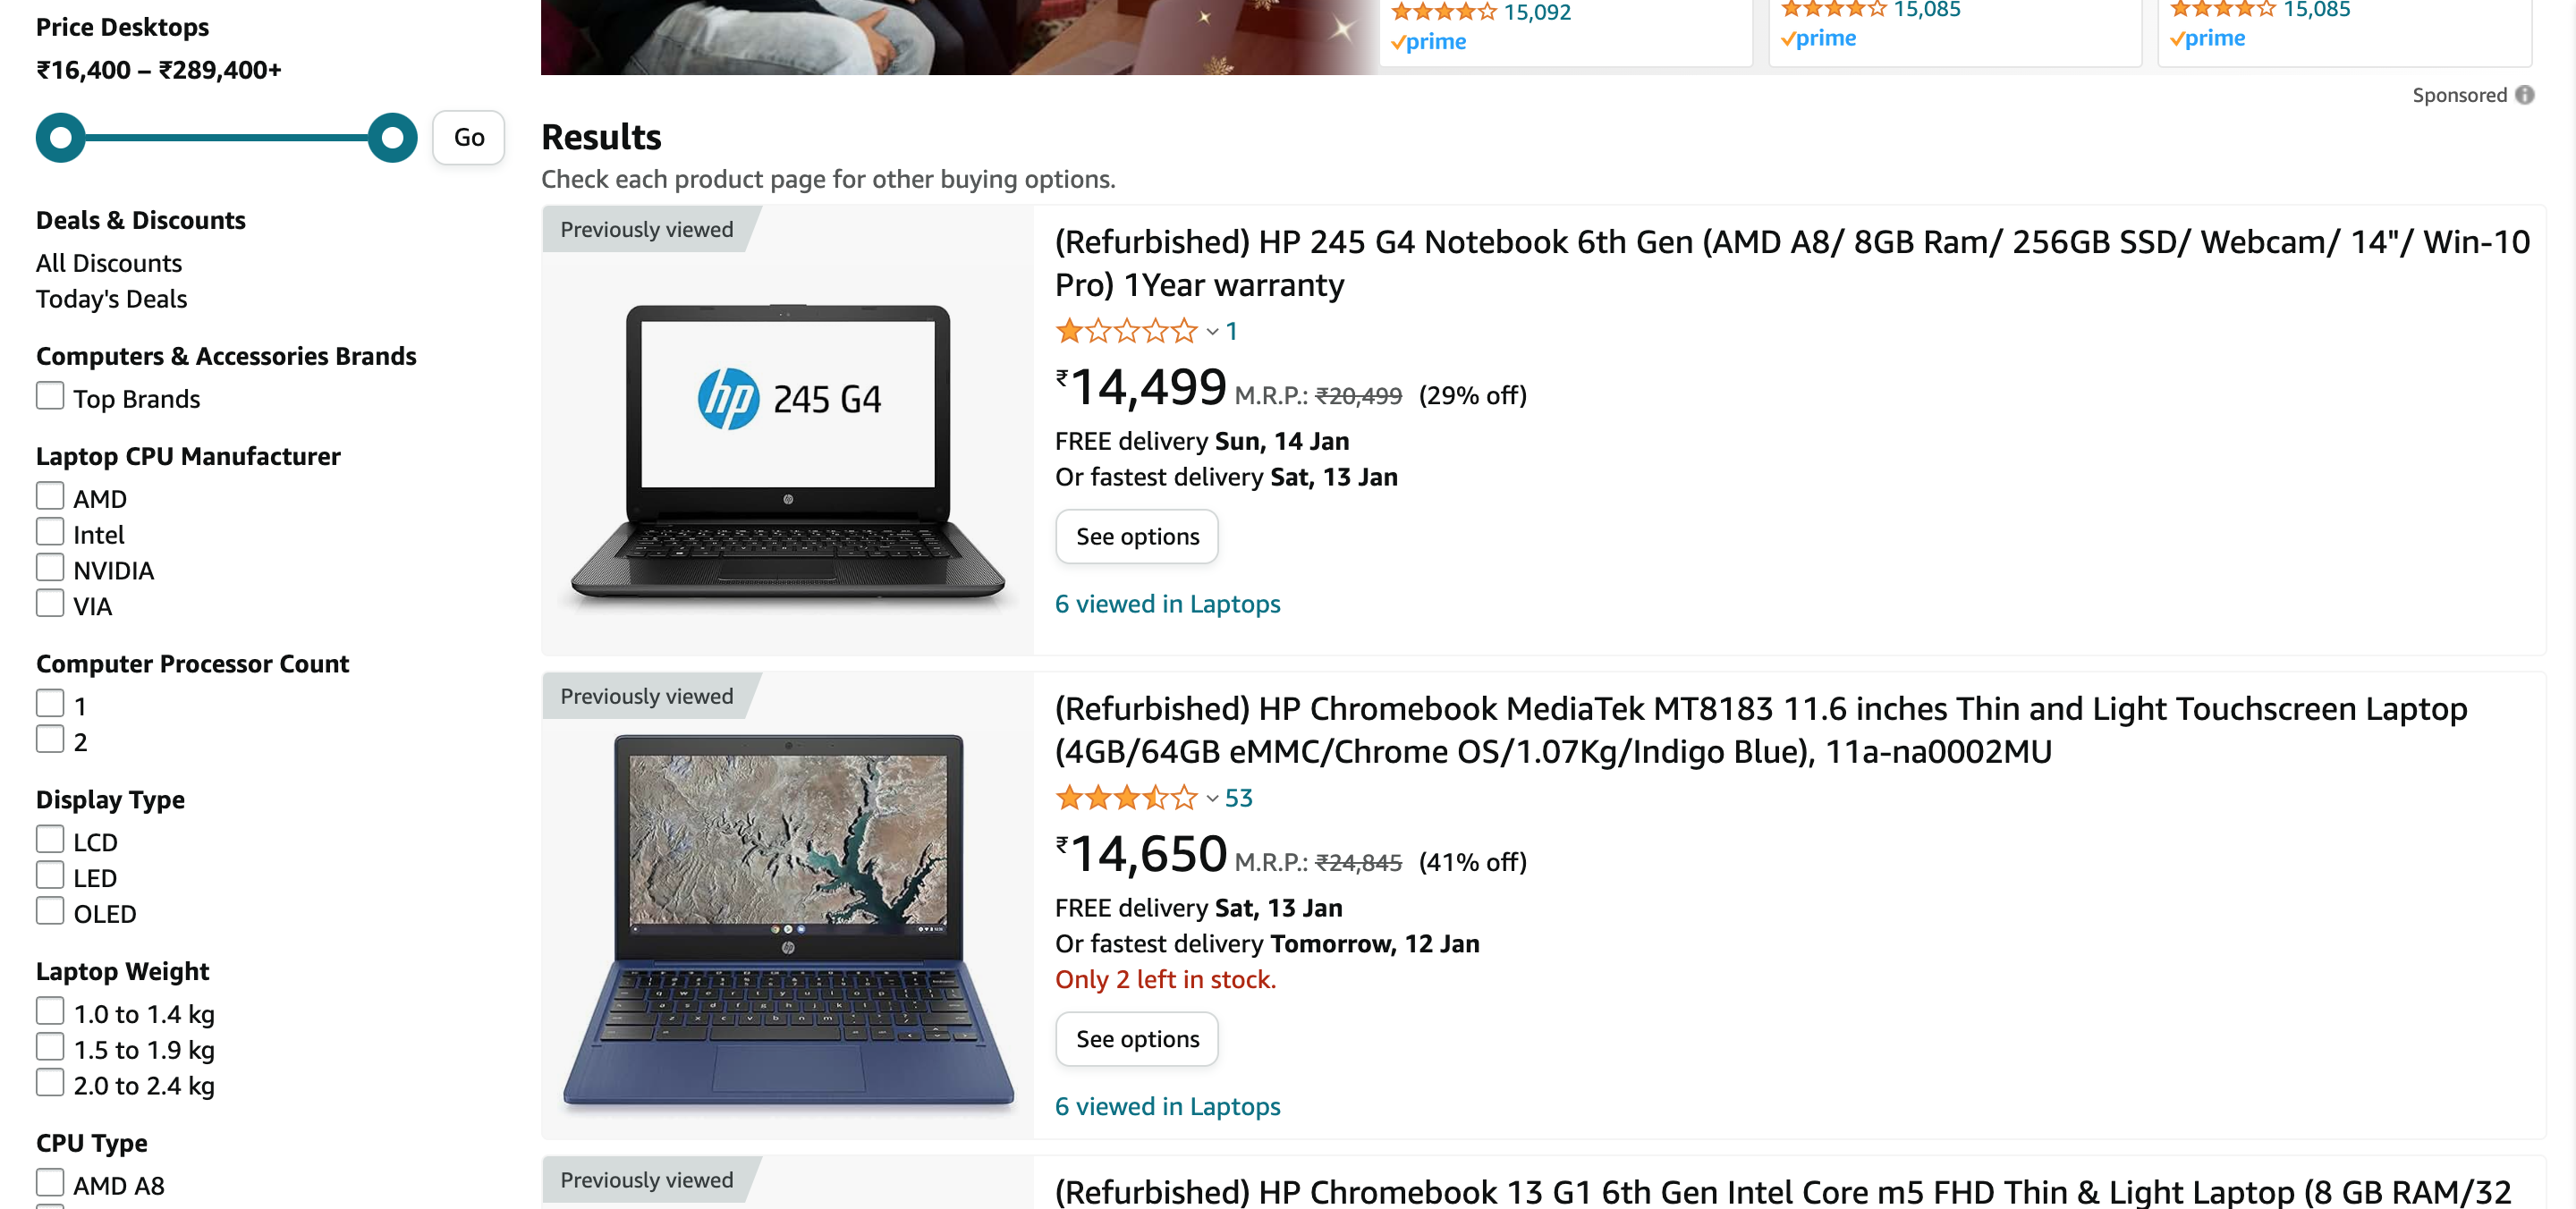 Price Desktops
₹16,400 – ₹289,400+
Go
Deals & Discounts
All Discounts
Today's Deals
Computers & Accessories Brands
Top Brands
Laptop CPU Manufacturer
AMD
Intel
NVIDIA
VIA
Computer Processor Count
1
2
Display Type
LCD
LED
OLED
Laptop Weight
1.0 to 1.4 kg
1.5 to 1.9 kg
2.0 to 2.4 kg
CPU Type
AMD A8
15,092
prime
15,085
prime
15,085
prime
Sponsored
Results
Check each product page for other buying options.
Previously viewed
hp 245 G4
(Refurbished) HP 245 G4 Notebook 6th Gen (AMD A8/ 8GB Ram/ 256GB SSD/ Webcam/ 14"/ Win-10
Pro) 1Year warranty
1
₹14,499 M.R.P.: ₹20,499 (29% off)
FREE delivery Sun, 14 Jan
Or fastest delivery Sat, 13 Jan
See options
6 viewed in Laptops
Previously viewed
(Refurbished) HP Chromebook MediaTek MT8183 11.6 inches Thin and Light Touchscreen Laptop
(4GB/64GB eMMC/Chrome OS/1.07Kg/Indigo Blue), 11a-na0002MU
53
₹14,650 M.R.P.: ₹24,845 (41% off)
FREE delivery Sat, 13 Jan
Or fastest delivery Tomorrow, 12 Jan
Only 2 left in stock.
See options
6 viewed in Laptops
Previously viewed
(Refurbished) HP Chromebook 13 G1 6th Gen Intel Core m5 FHD Thin & Light Laptop (8 GB RAM/32